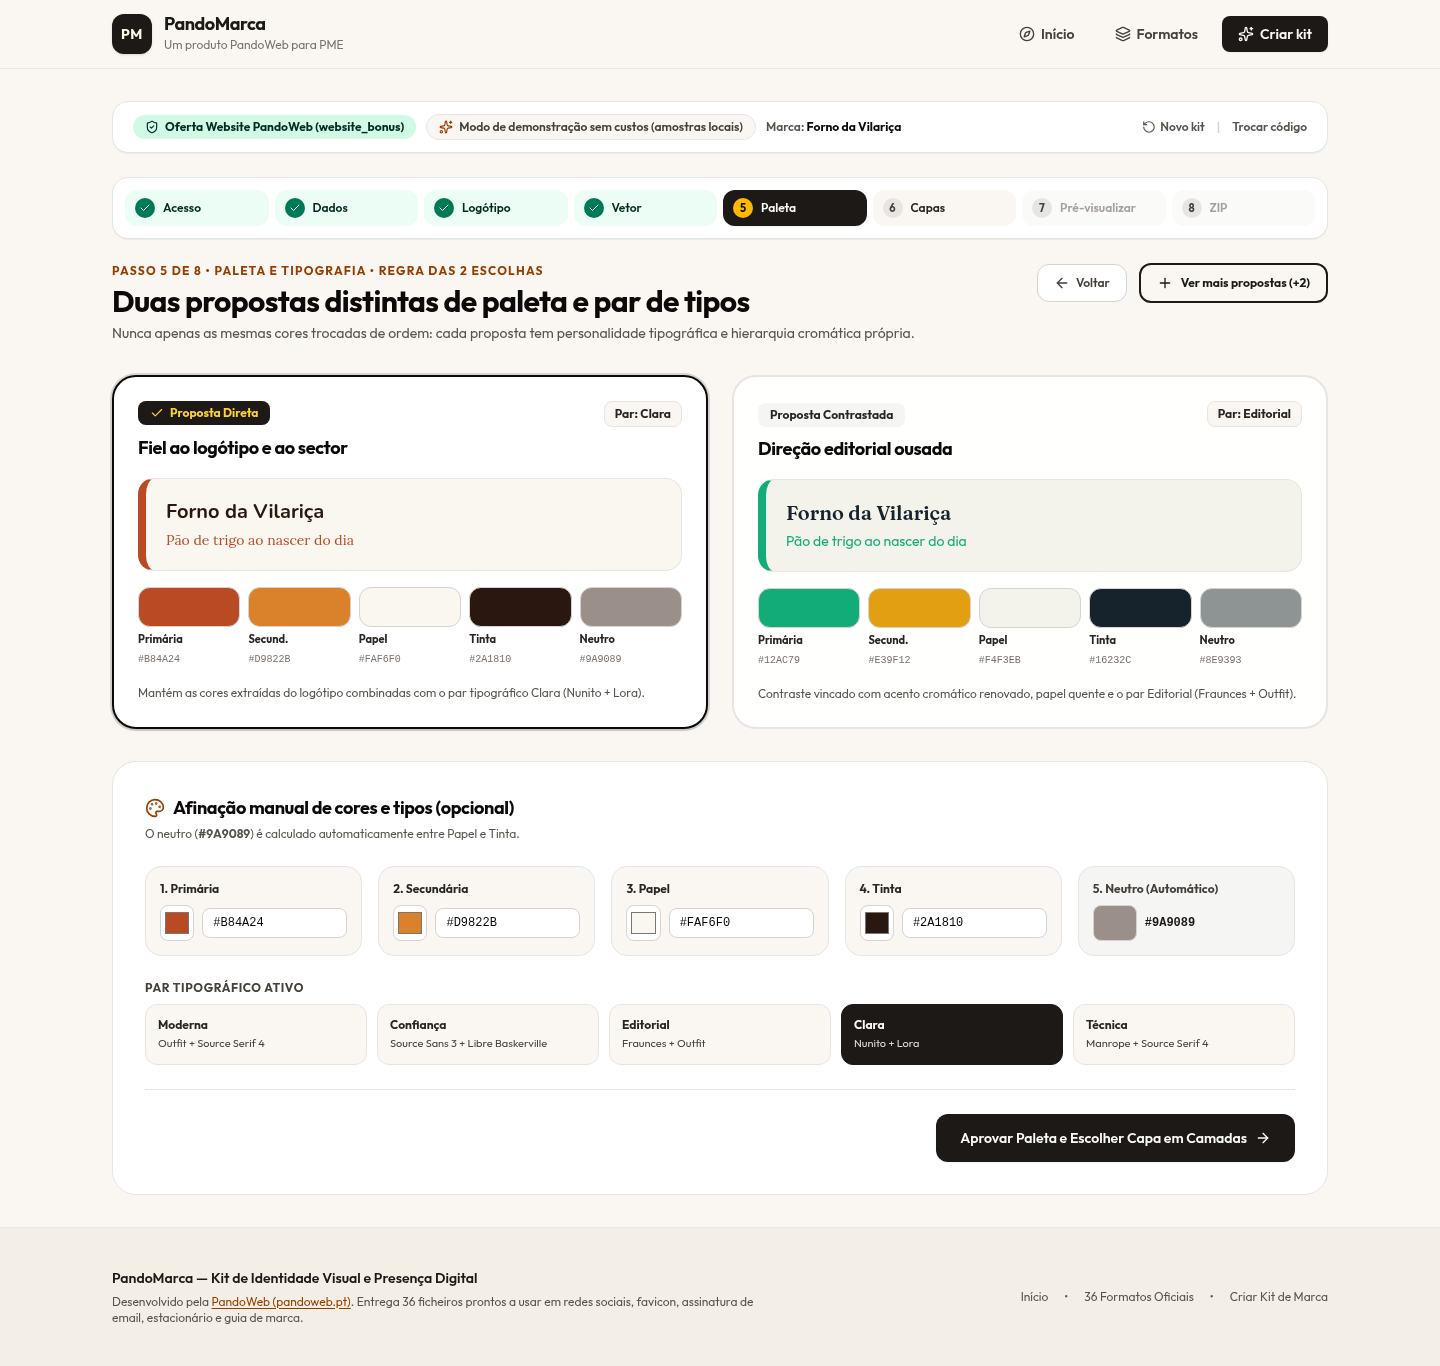 PM
PandoMarca
Um produto PandoWeb para PME
Início
Formatos
Criar kit
Oferta Website PandoWeb (website_bonus)
Modo de demonstração sem custos (amostras locais)
Marca: Forno da Vilariça
Novo kit | Trocar código
Acesso
Dados
Logótipo
Vetor
5 Paleta
6 Capas
7 Pré-visualizar
8 ZIP
PASSO 5 DE 8 • PALETA E TIPOGRAFIA • REGRA DAS 2 ESCOLHAS
Duas propostas distintas de paleta e par de tipos
Nunca apenas as mesmas cores trocadas de ordem: cada proposta tem personalidade tipográfica e hierarquia cromática própria.
Voltar
Ver mais propostas (+2)
Proposta Direta
Par: Clara
Fiel ao logótipo e ao sector
Forno da Vilariça
Pão de trigo ao nascer do dia
Primária Secund. Papel Tinta Neutro
#B84A24 #D9822B #FAF6F0 #2A1810 #9A9089
Mantém as cores extraídas do logótipo combinadas com o par tipográfico Clara (Nunito + Lora).
Proposta Contrastada
Par: Editorial
Direção editorial ousada
Forno da Vilariça
Pão de trigo ao nascer do dia
Primária Secund. Papel Tinta Neutro
#12AC79 #E39F12 #F4F3EB #16232C #8E9393
Contraste vincado com acento cromático renovado, papel quente e o par Editorial (Fraunces + Outfit).
Afinação manual de cores e tipos (opcional)
O neutro (#9A9089) é calculado automaticamente entre Papel e Tinta.
1. Primária
#B84A24
2. Secundária
#D9822B
3. Papel
#FAF6F0
4. Tinta
#2A1810
5. Neutro (Automático)
#9A9089
PAR TIPOGRÁFICO ATIVO
Moderna
Outfit + Source Serif 4
Confiança
Source Sans 3 + Libre Baskerville
Editorial
Fraunces + Outfit
Clara
Nunito + Lora
Técnica
Manrope + Source Serif 4
Aprovar Paleta e Escolher Capa em Camadas
PandoMarca — Kit de Identidade Visual e Presença Digital
Desenvolvido pela PandoWeb (pandoweb.pt). Entrega 36 ficheiros prontos a usar em redes sociais, favicon, assinatura de
email, estacionário e guia de marca.
Início • 36 Formatos Oficiais • Criar Kit de Marca